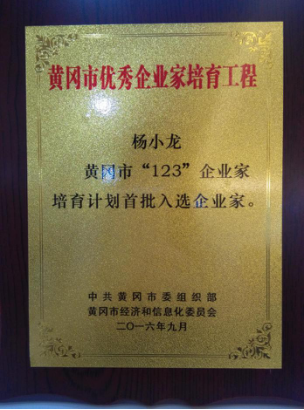 黄冈市优秀企业家培育工程
杨小龙
黄冈市“123”企业家
培育计划首批入选企业家。
中共黄冈市委组织部
黄冈市经济和信息化委员会
二〇一六年九月